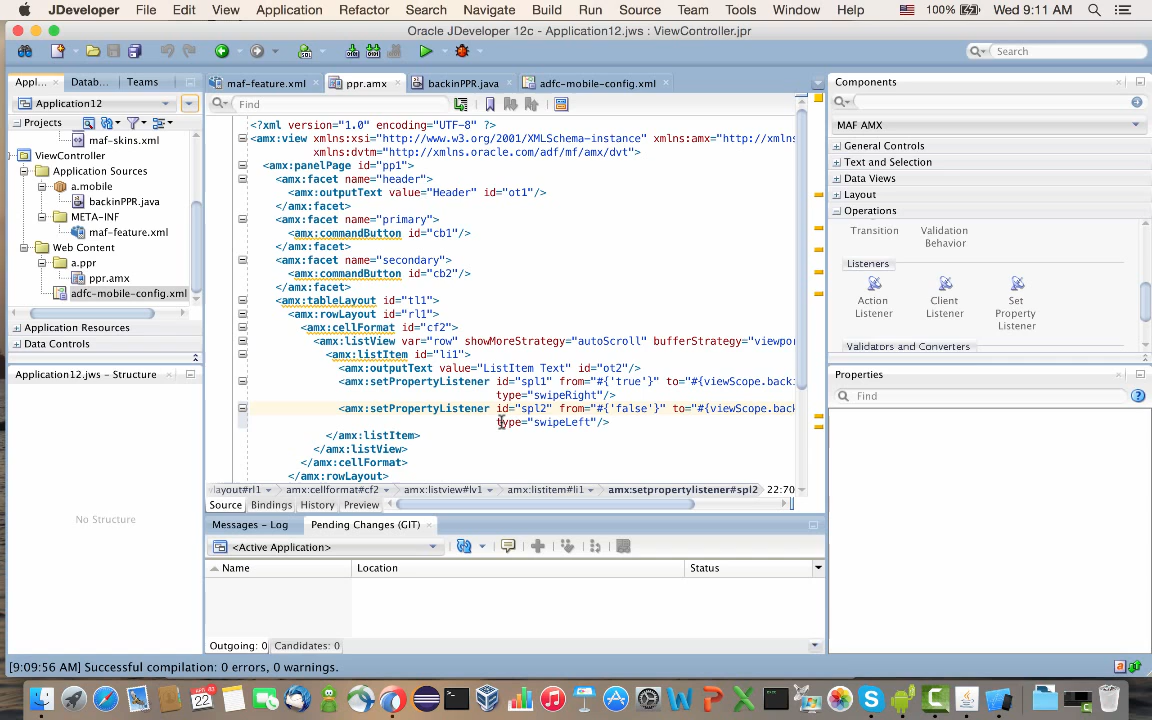 JDeveloper File Edit View Application Refactor Search Navigate Build Run Source Team Tools Window Help 100% Wed 9:11 AM
Oracle JDeveloper 12c - Application12.jws : ViewController.jpr
Search
Appl... Datab... Teams
Application12
Projects
maf-skins.xml
ViewController
Application Sources
a.mobile
backinPPR.java
META-INF
maf-feature.xml
Web Content
a.ppr
ppr.amx
adfc-mobile-config.xml
Application Resources
Data Controls
Application12.jws - Structure
No Structure
maf-feature.xml ppr.amx backinPPR.java adfc-mobile-config.xml
Find
<?xml version="1.0" encoding="UTF-8" ?>
<amx:view xmlns:xsi="http://www.w3.org/2001/XMLSchema-instance" xmlns:amx="http://xmlns
xmlns:dvtm="http://xmlns.oracle.com/adf/mf/amx/dvt">
<amx:panelPage id="pp1">
<amx:facet name="header">
<amx:outputText value="Header" id="ot1"/>
</amx:facet>
<amx:facet name="primary">
<amx:commandButton id="cb1"/>
</amx:facet>
<amx:facet name="secondary">
<amx:commandButton id="cb2"/>
</amx:facet>
<amx:tableLayout id="tl1">
<amx:rowLayout id="rl1">
<amx:cellFormat id="cf2">
<amx:listView var="row" showMoreStrategy="autoScroll" bufferStrategy="viewpor
<amx:listItem id="li1">
<amx:outputText value="ListItem Text" id="ot2"/>
<amx:setPropertyListener id="spl1" from="#{'true'}" to="#{viewScope.backi
type="swipeRight"/>
<amx:setPropertyListener id="spl2" from="#{'false'}" to="#{viewScope.back
type="swipeLeft"/>
</amx:listItem>
</amx:listView>
</amx:cellFormat>
</amx:rowLayout>
layout#rl1 amx:cellformat#cf2 amx:listview#lv1 amx:listitem#li1 amx:setpropertylistener#spl2 22:70
Source Bindings History Preview
Messages - Log Pending Changes (GIT)
<Active Application>
Name Location Status
Outgoing: 0 Candidates: 0
Components
MAF AMX
General Controls
Text and Selection
Data Views
Layout
Operations
Transition Validation
Behavior
Listeners
Action Client Set
Listener Listener Property
Listener
Validators and Converters
Properties
Find
[9:09:56 AM] Successful compilation: 0 errors, 0 warnings.
22